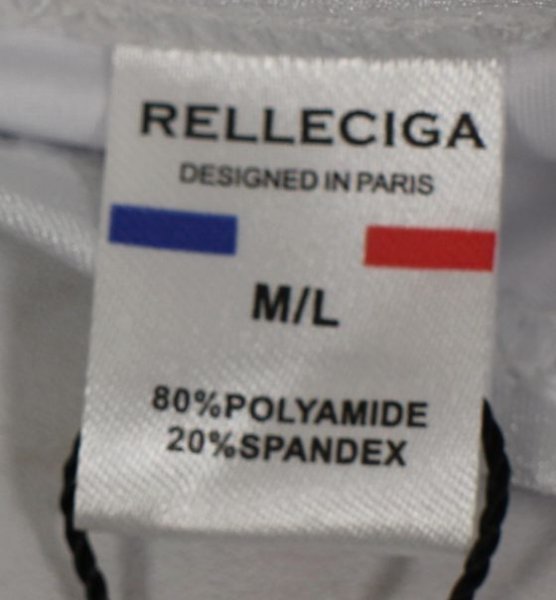 RELLECIGA
DESIGNED IN PARIS
M/L
80%POLYAMIDE
20%SPANDEX